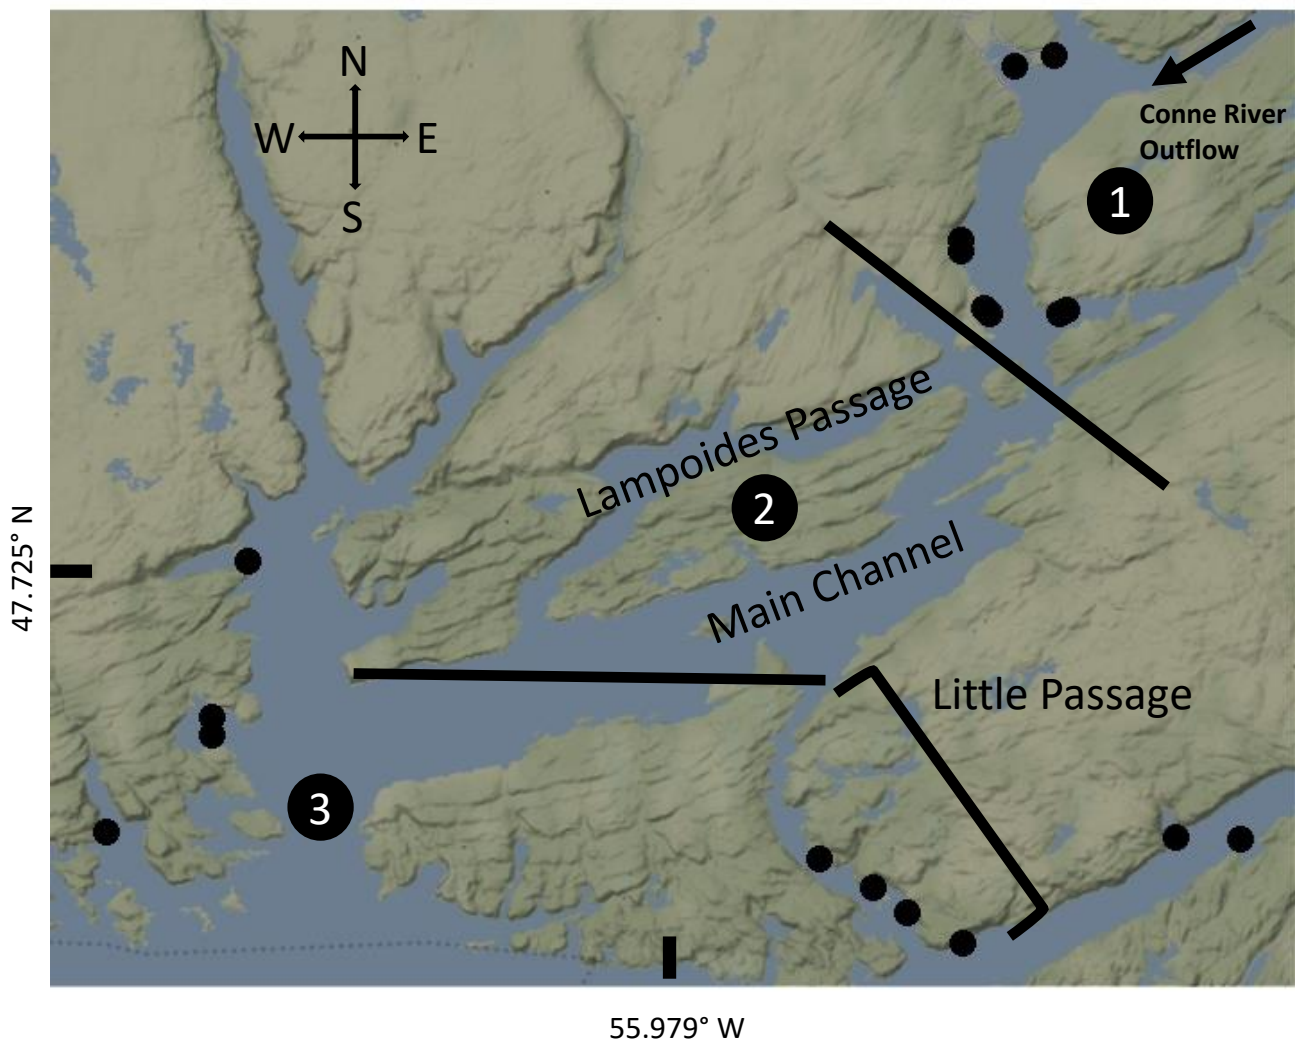 N
W E
S
Conne River
Outflow
1
Lampoides Passage
2
Main Channel
47.725° N
Little Passage
3
55.979° W